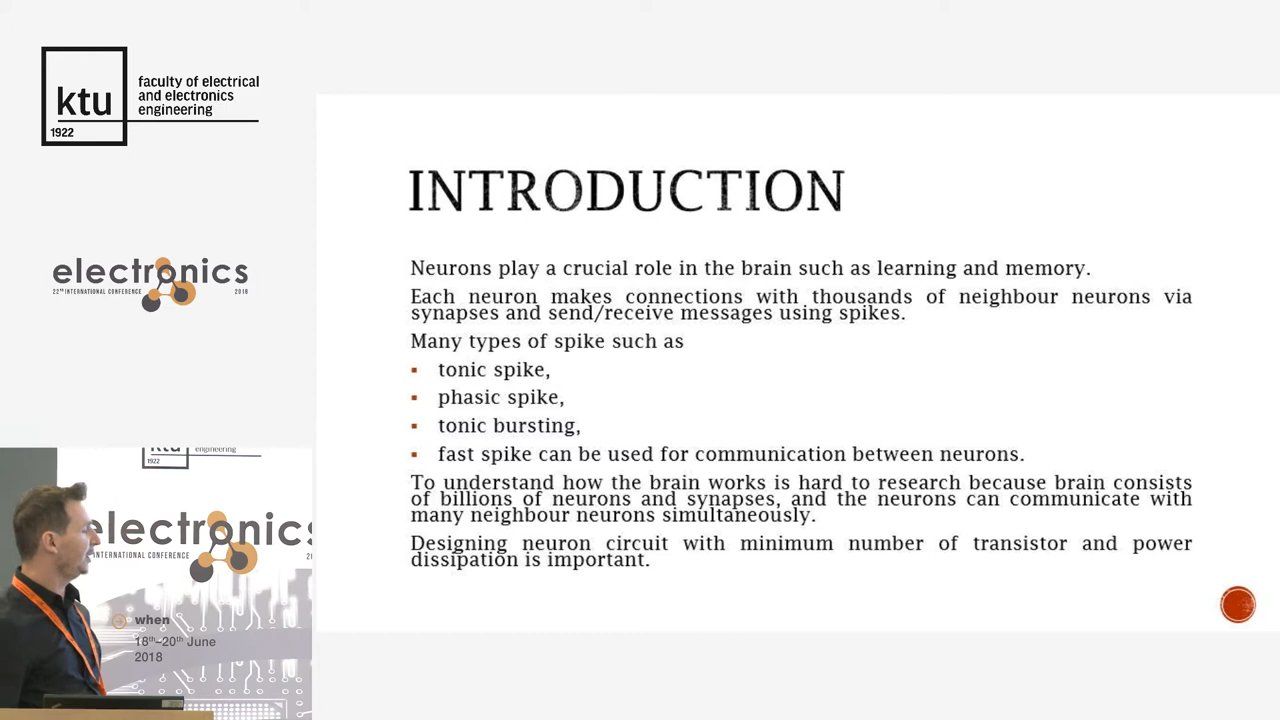 ktu
1922
faculty of electrical
and electronics
engineering
electronics
22ND INTERNATIONAL CONFERENCE 2018
INTRODUCTION
Neurons play a crucial role in the brain such as learning and memory.
Each neuron makes connections with thousands of neighbour neurons via
synapses and send/receive messages using spikes.
Many types of spike such as
▪ tonic spike,
▪ phasic spike,
▪ tonic bursting,
▪ fast spike can be used for communication between neurons.
To understand how the brain works is hard to research because brain consists
of billions of neurons and synapses, and the neurons can communicate with
many neighbour neurons simultaneously.
Designing neuron circuit with minimum number of transistor and power
dissipation is important.
ktu
1922
engineering
electronics
INTERNATIONAL CONFERENCE
when
18th–20th June
2018